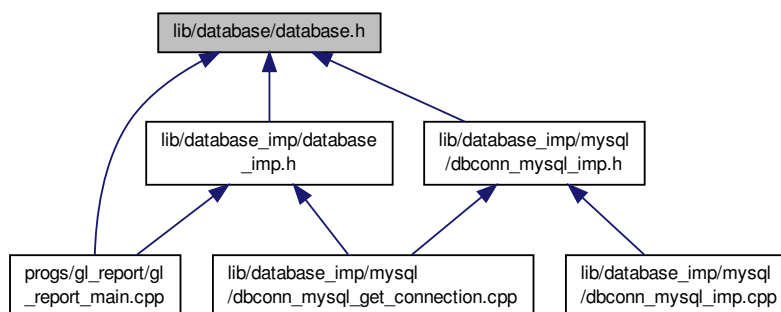 lib/database/database.h
lib/database_imp/database
_imp.h
lib/database_imp/mysql
/dbconn_mysql_imp.h
progs/gl_report/gl
_report_main.cpp
lib/database_imp/mysql
/dbconn_mysql_get_connection.cpp
lib/database_imp/mysql
/dbconn_mysql_imp.cpp